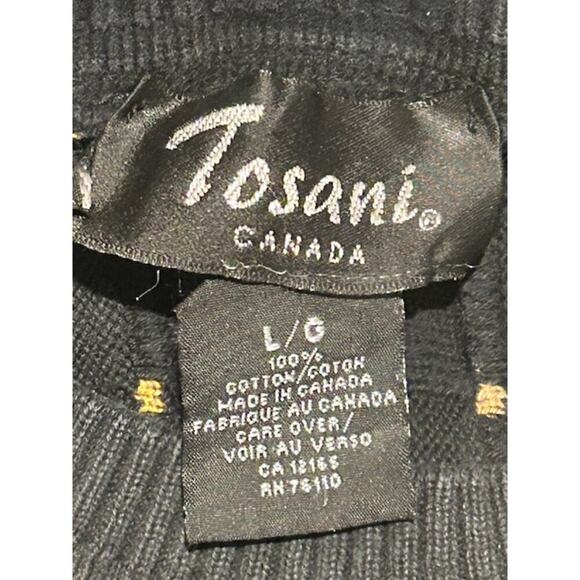 Tosani®
CANADA
L/G
100%
COTTON/COTON
MADE IN CANADA
FABRIQUE AU CANADA
CARE OVER/
VOIR AU VERSO
CA 12165
RN 76110